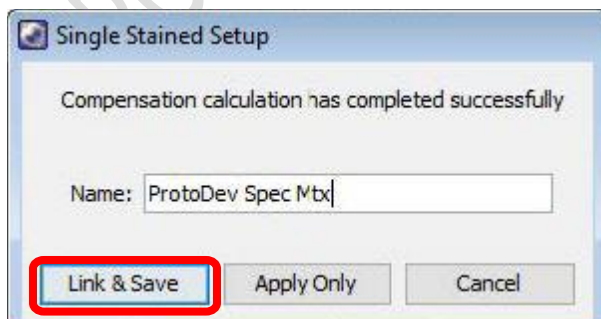 Single Stained Setup
Compensation calculation has completed successfully
Name: ProtoDev Spec Mtx
Link & Save Apply Only Cancel